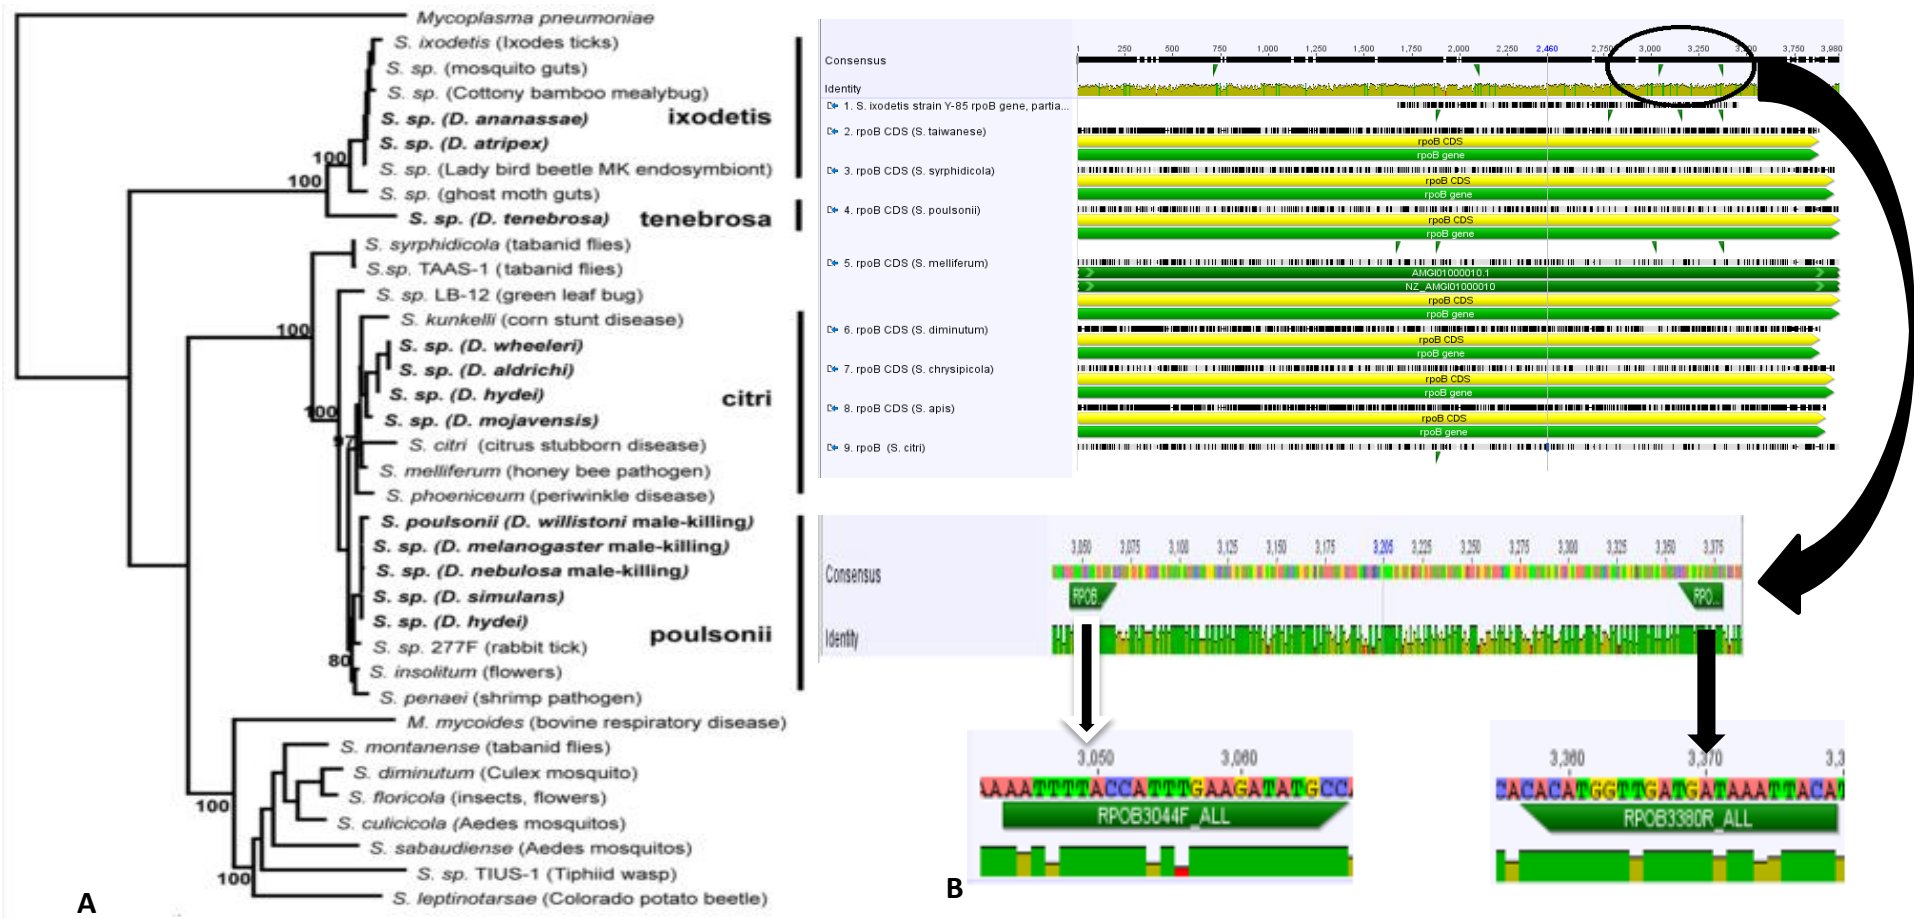 Mycoplasma pneumoniae
S. ixodetis (Ixodes ticks)
S. sp. (mosquito guts)
S. sp. (Cottony bamboo mealybug)
S. sp. (D. ananassae)
ixodetis
S. sp. (D. atripex)
100
S. sp. (Lady bird beetle MK endosymbiont)
100
S. sp. (ghost moth guts)
S. sp. (D. tenebrosa)
tenebrosa
S. syrphidicola (tabanid flies)
S.sp. TAAS-1 (tabanid flies)
S. sp. LB-12 (green leaf bug)
S. kunkelli (corn stunt disease)
100
S. sp. (D. wheeleri)
S. sp. (D. aldrichi)
S. sp. (D. hydei)
citri
100
S. sp. (D. mojavensis)
97
S. citri (citrus stubborn disease)
S. melliferum (honey bee pathogen)
S. phoeniceum (periwinkle disease)
S. poulsonii (D. willistoni male-killing)
S. sp. (D. melanogaster male-killing)
S. sp. (D. nebulosa male-killing)
S. sp. (D. simulans)
S. sp. (D. hydei)
poulsonii
S. sp. 277F (rabbit tick)
80
S. insolitum (flowers)
S. penaei (shrimp pathogen)
M. mycoides (bovine respiratory disease)
S. montanense (tabanid flies)
S. diminutum (Culex mosquito)
S. floricola (insects, flowers)
100
S. culicicola (Aedes mosquitos)
S. sabaudiense (Aedes mosquitos)
100
S. sp. TIUS-1 (Tiphiid wasp)
S. leptinotarsae (Colorado potato beetle)
A
1 250 500 750 1,000 1,250 1,500 1,750 2,000 2,250 2,460 2,750 3,000 3,250 3,500 3,750 3,980
Consensus
Identity
1. S. ixodetis strain Y-85 rpoB gene, partia...
2. rpoB CDS (S. taiwanese)
rpoB CDS
rpoB gene
3. rpoB CDS (S. syrphidicola)
rpoB CDS
rpoB gene
4. rpoB CDS (S. poulsonii)
rpoB CDS
rpoB gene
5. rpoB CDS (S. melliferum)
AMGI01000010.1
NZ_AMGI01000010
rpoB CDS
rpoB gene
6. rpoB CDS (S. diminutum)
rpoB CDS
rpoB gene
7. rpoB CDS (S. chrysipicola)
rpoB CDS
rpoB gene
8. rpoB CDS (S. apis)
rpoB CDS
rpoB gene
9. rpoB (S. citri)
3,050 3,075 3,100 3,125 3,150 3,175 3,205 3,225 3,250 3,275 3,300 3,325 3,350 3,375
Consensus
RPOB...
RPO...
Identity
3,050 3,060
AAAATTTTACCATTTGAAGATATGCC
RPOB3044F_ALL
3,360 3,370 3,3
CACACATGGTTGATGATAAATTACAT
RPOB3380R_ALL
B